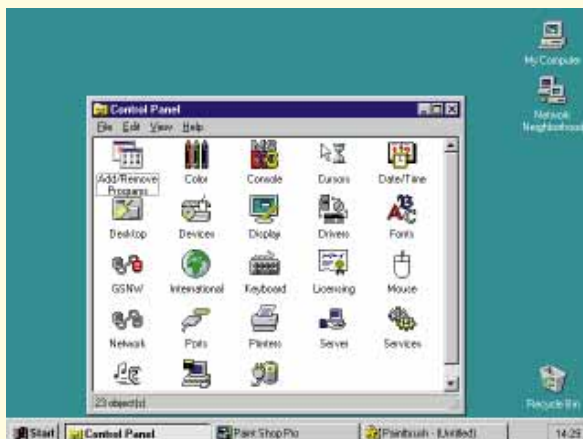 My Computer
Network
Neighborhood
Control Panel
File Edit View Help
Add/Remove
Programs
Color
Console
Cursors
Date/Time
Desktop
Devices
Display
Drivers
Fonts
GSNW
International
Keyboard
Licensing
Mouse
Network
Ports
Printers
Server
Services
23 object(s)
Recycle Bin
Start
Control Panel
Paint Shop Pro
Paintbrush - (Untitled)
14:29